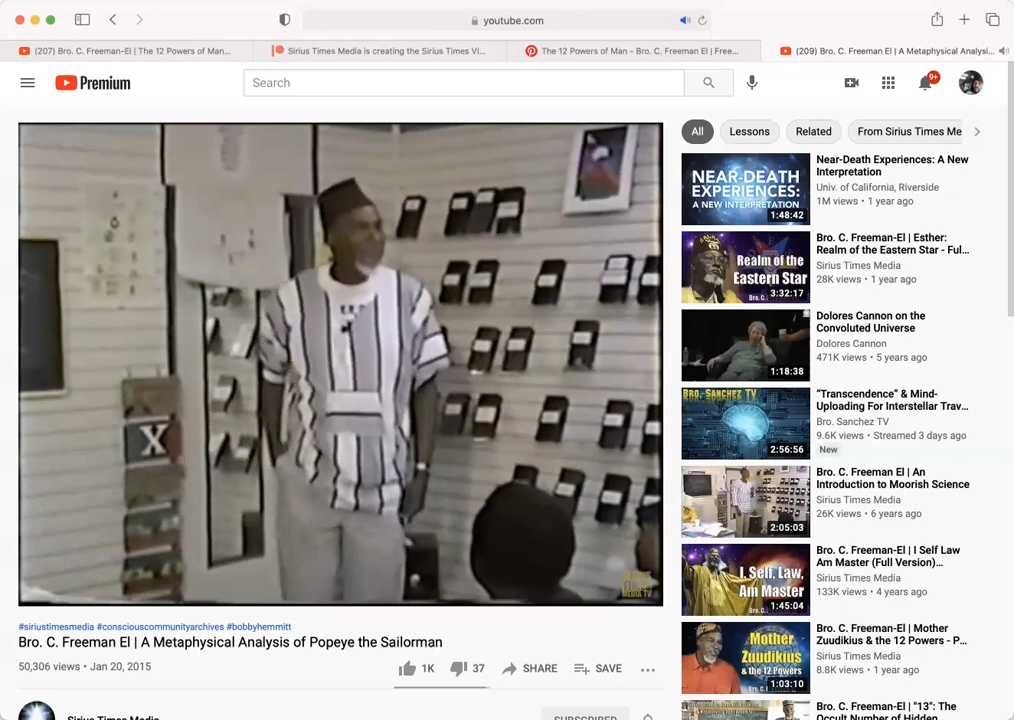 youtube.com
(207) Bro. C. Freeman-El | The 12 Powers of Man...
Sirius Times Media is creating the Sirius Times Vi...
The 12 Powers of Man - Bro. C. Freeman El | Free...
(209) Bro. C. Freeman El | A Metaphysical Analysi...
Premium
Search
9+
All
Lessons
Related
From Sirius Times Me
X
NEAR-DEATH
EXPERIENCES:
A NEW INTERPRETATION
1:48:42
Near-Death Experiences: A New
Interpretation
Univ. of California, Riverside
1M views • 1 year ago
Realm of the
Eastern Star
Bro. C.
3:32:17
Bro. C. Freeman-El | Esther:
Realm of the Eastern Star - Ful...
Sirius Times Media
28K views • 1 year ago
1:18:38
Dolores Cannon on the
Convoluted Universe
Dolores Cannon
471K views • 5 years ago
BRO. SANCHEZ TV
2:56:56
“Transcendence” & Mind-
Uploading For Interstellar Trav...
Bro. Sanchez TV
9.6K views • Streamed 3 days ago
New
2:05:03
Bro. C. Freeman El | An
Introduction to Moorish Science
Sirius Times Media
26K views • 6 years ago
I, Self, Law,
Am Master
1:45:04
Bro. C. Freeman-El | I Self Law
Am Master (Full Version)...
Sirius Times Media
133K views • 4 years ago
Mother
Zuudikius
& the 12 Powers
1:03:10
Bro. C. Freeman-El | Mother
Zuudikius & the 12 Powers - P...
Sirius Times Media
8.8K views • 1 year ago
Bro. C. Freeman-El | "13": The
Occult Number of Hidden
#siriustimesmedia #consciouscommunityarchives #bobbyhemmitt
Bro. C. Freeman El | A Metaphysical Analysis of Popeye the Sailorman
50,306 views • Jan 20, 2015
1K
37
SHARE
SAVE
Sirius Times Media
SUBSCRIBED